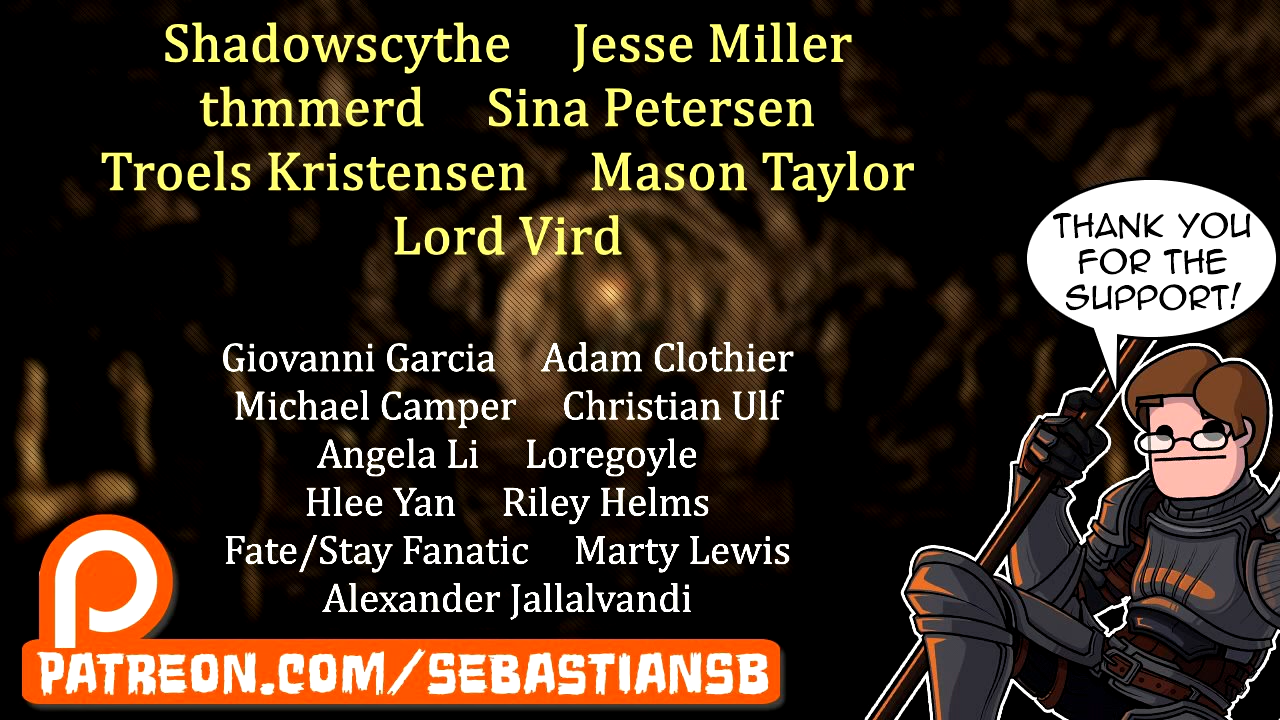 Shadowscythe Jesse Miller
thmmerd Sina Petersen
Troels Kristensen Mason Taylor
Lord Vird
THANK YOU
FOR THE
SUPPORT!
Giovanni Garcia Adam Clothier
Michael Camper Christian Ulf
Angela Li Loregoyle
Hlee Yan Riley Helms
Fate/Stay Fanatic Marty Lewis
Alexander Jallalvandi
PATREON.COM/SEBASTIANSB